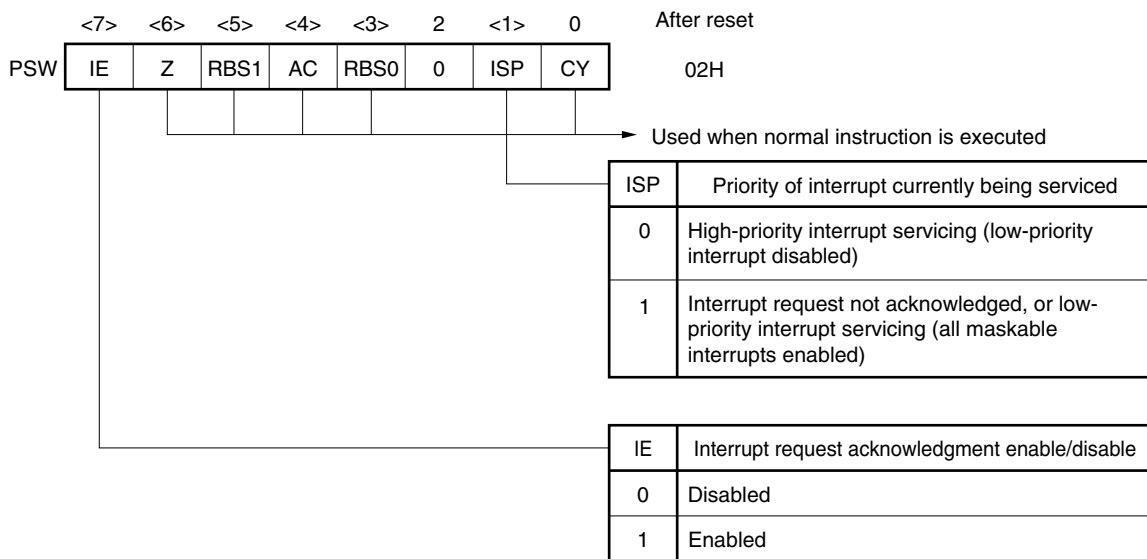 <7> <6> <5> <4> <3> 2 <1> 0 After reset
PSW IE Z RBS1 AC RBS0 0 ISP CY 02H
Used when normal instruction is executed
ISP Priority of interrupt currently being serviced
0 High-priority interrupt servicing (low-priority
interrupt disabled)
1 Interrupt request not acknowledged, or low-
priority interrupt servicing (all maskable
interrupts enabled)
IE Interrupt request acknowledgment enable/disable
0 Disabled
1 Enabled